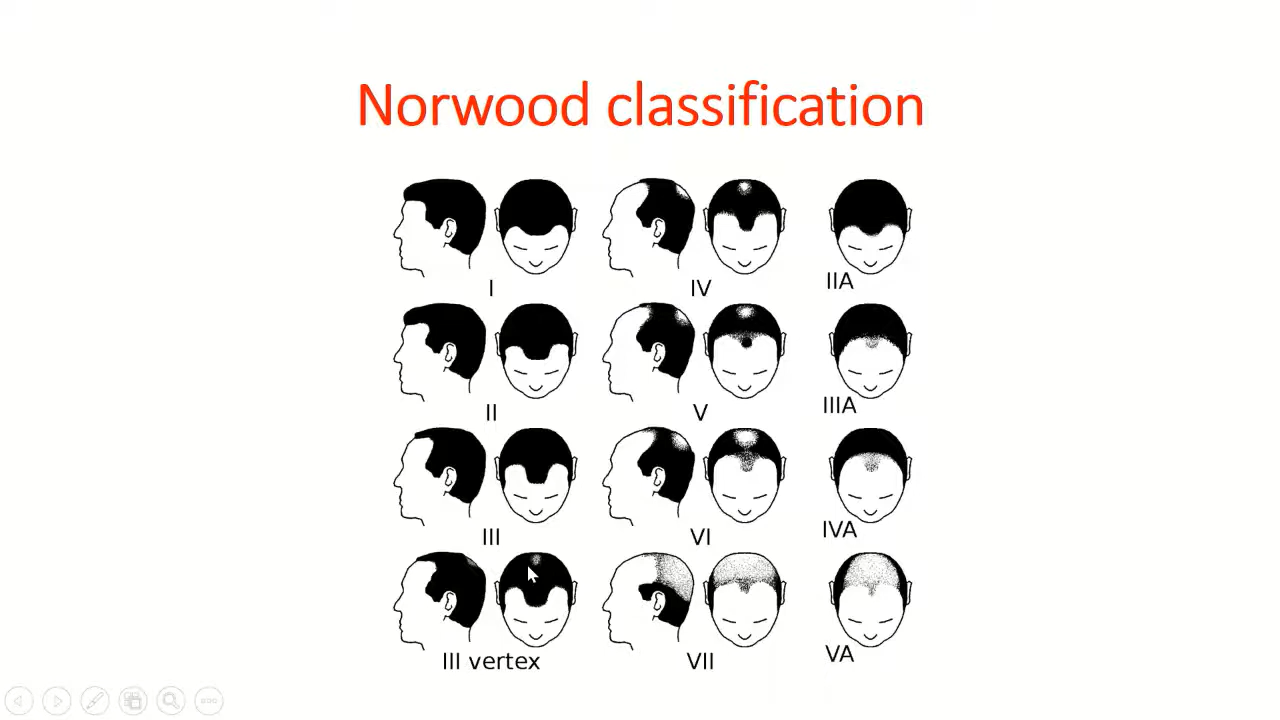 Norwood classification
I
IV
IIA
II
V
IIIA
III
VI
IVA
III vertex
VII
VA